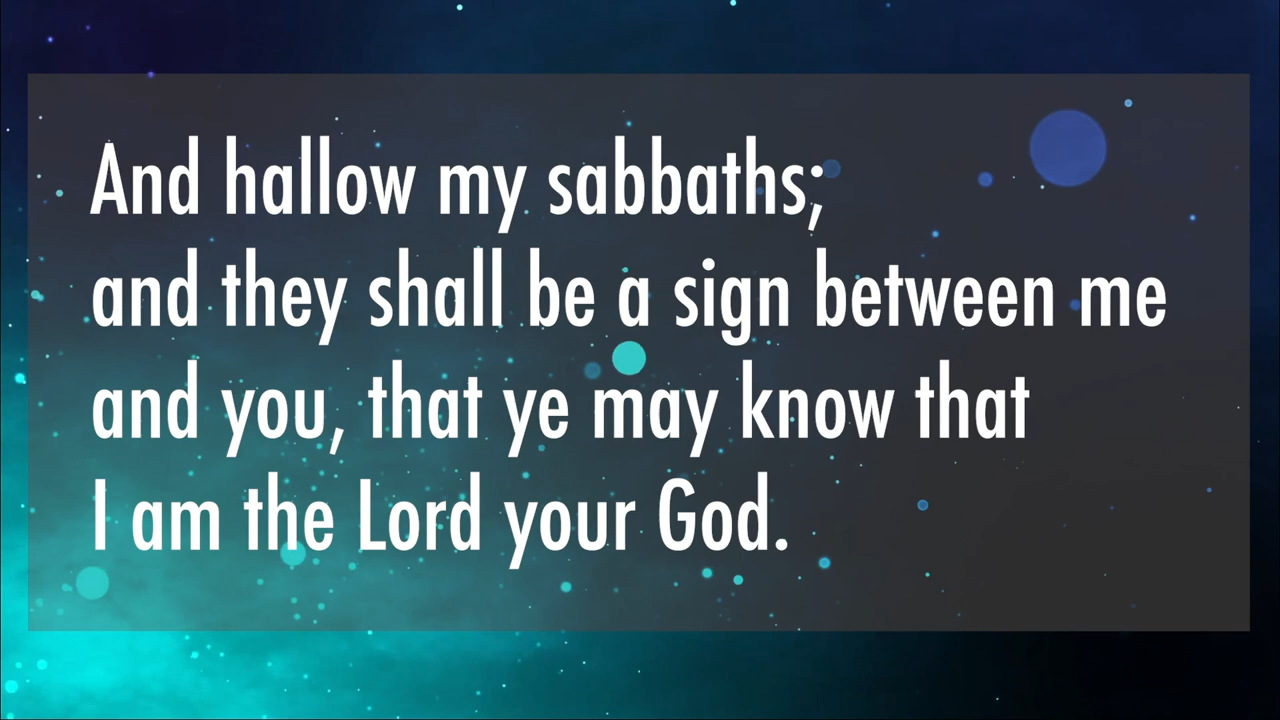 And hallow my sabbaths;
and they shall be a sign between me
and you, that ye may know that
I am the Lord your God.